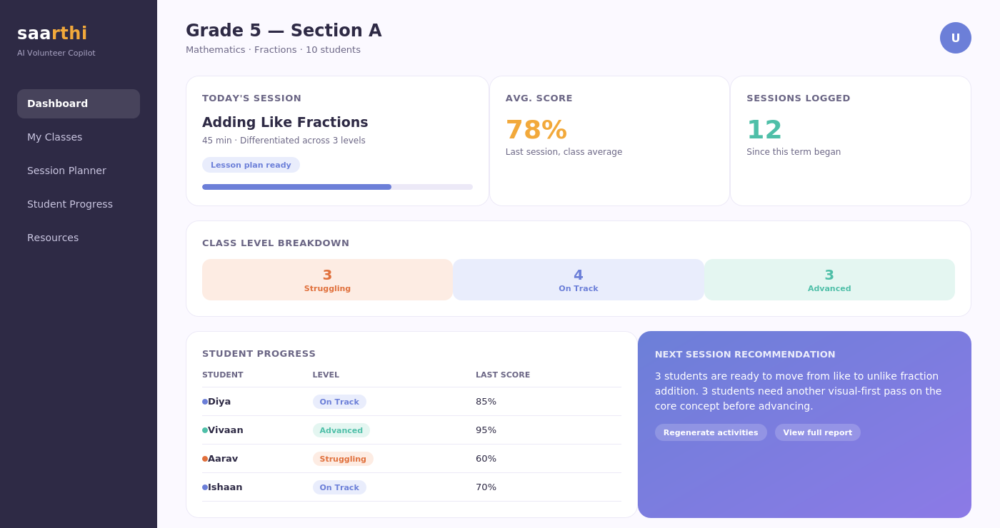 saarthi
AI Volunteer Copilot
Dashboard
My Classes
Session Planner
Student Progress
Resources
Grade 5 — Section A
Mathematics · Fractions · 10 students
U
TODAY'S SESSION
Adding Like Fractions
45 min · Differentiated across 3 levels
Lesson plan ready
AVG. SCORE
78%
Last session, class average
SESSIONS LOGGED
12
Since this term began
CLASS LEVEL BREAKDOWN
3
Struggling
4
On Track
3
Advanced
STUDENT PROGRESS
STUDENT LEVEL LAST SCORE
Diya On Track 85%
Vivaan Advanced 95%
Aarav Struggling 60%
Ishaan On Track 70%
NEXT SESSION RECOMMENDATION
3 students are ready to move from like to unlike fraction
addition. 3 students need another visual-first pass on the
core concept before advancing.
Regenerate activities View full report